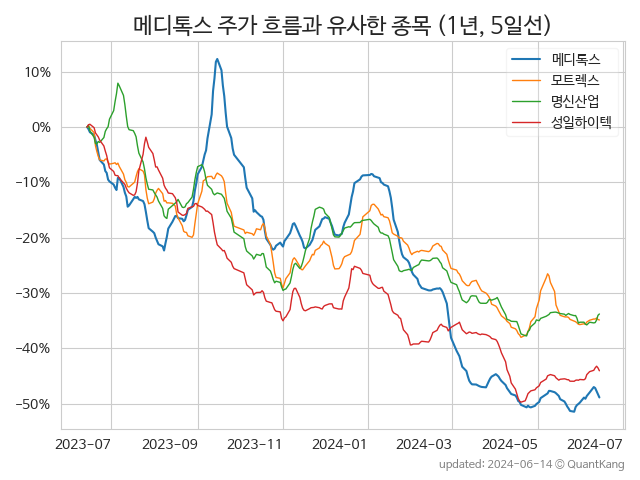 메디톡스 주가 흐름과 유사한 종목 (1년, 5일선)
메디톡스
모트렉스
명신산업
성일하이텍
10%
0%
−10%
−20%
−30%
−40%
−50%
2023-07 2023-09 2023-11 2024-01 2024-03 2024-05 2024-07
updated: 2024-06-14 © QuantKang